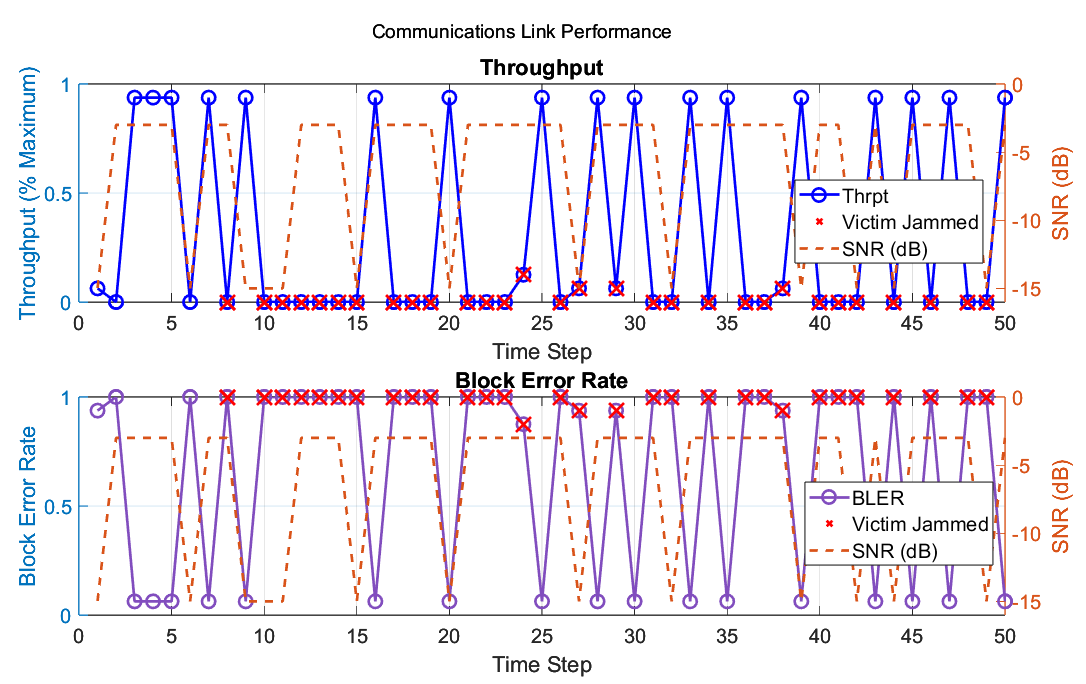 Communications Link Performance
Throughput
Throughput (% Maximum)
1
0.5
0
0
-5
-10
-15
SNR (dB)
Thrpt
Victim Jammed
SNR (dB)
0 5 10 15 20 25 30 35 40 45 50
Time Step
Block Error Rate
Block Error Rate
1
0.5
0
0
-5
-10
-15
SNR (dB)
BLER
Victim Jammed
SNR (dB)
0 5 10 15 20 25 30 35 40 45 50
Time Step